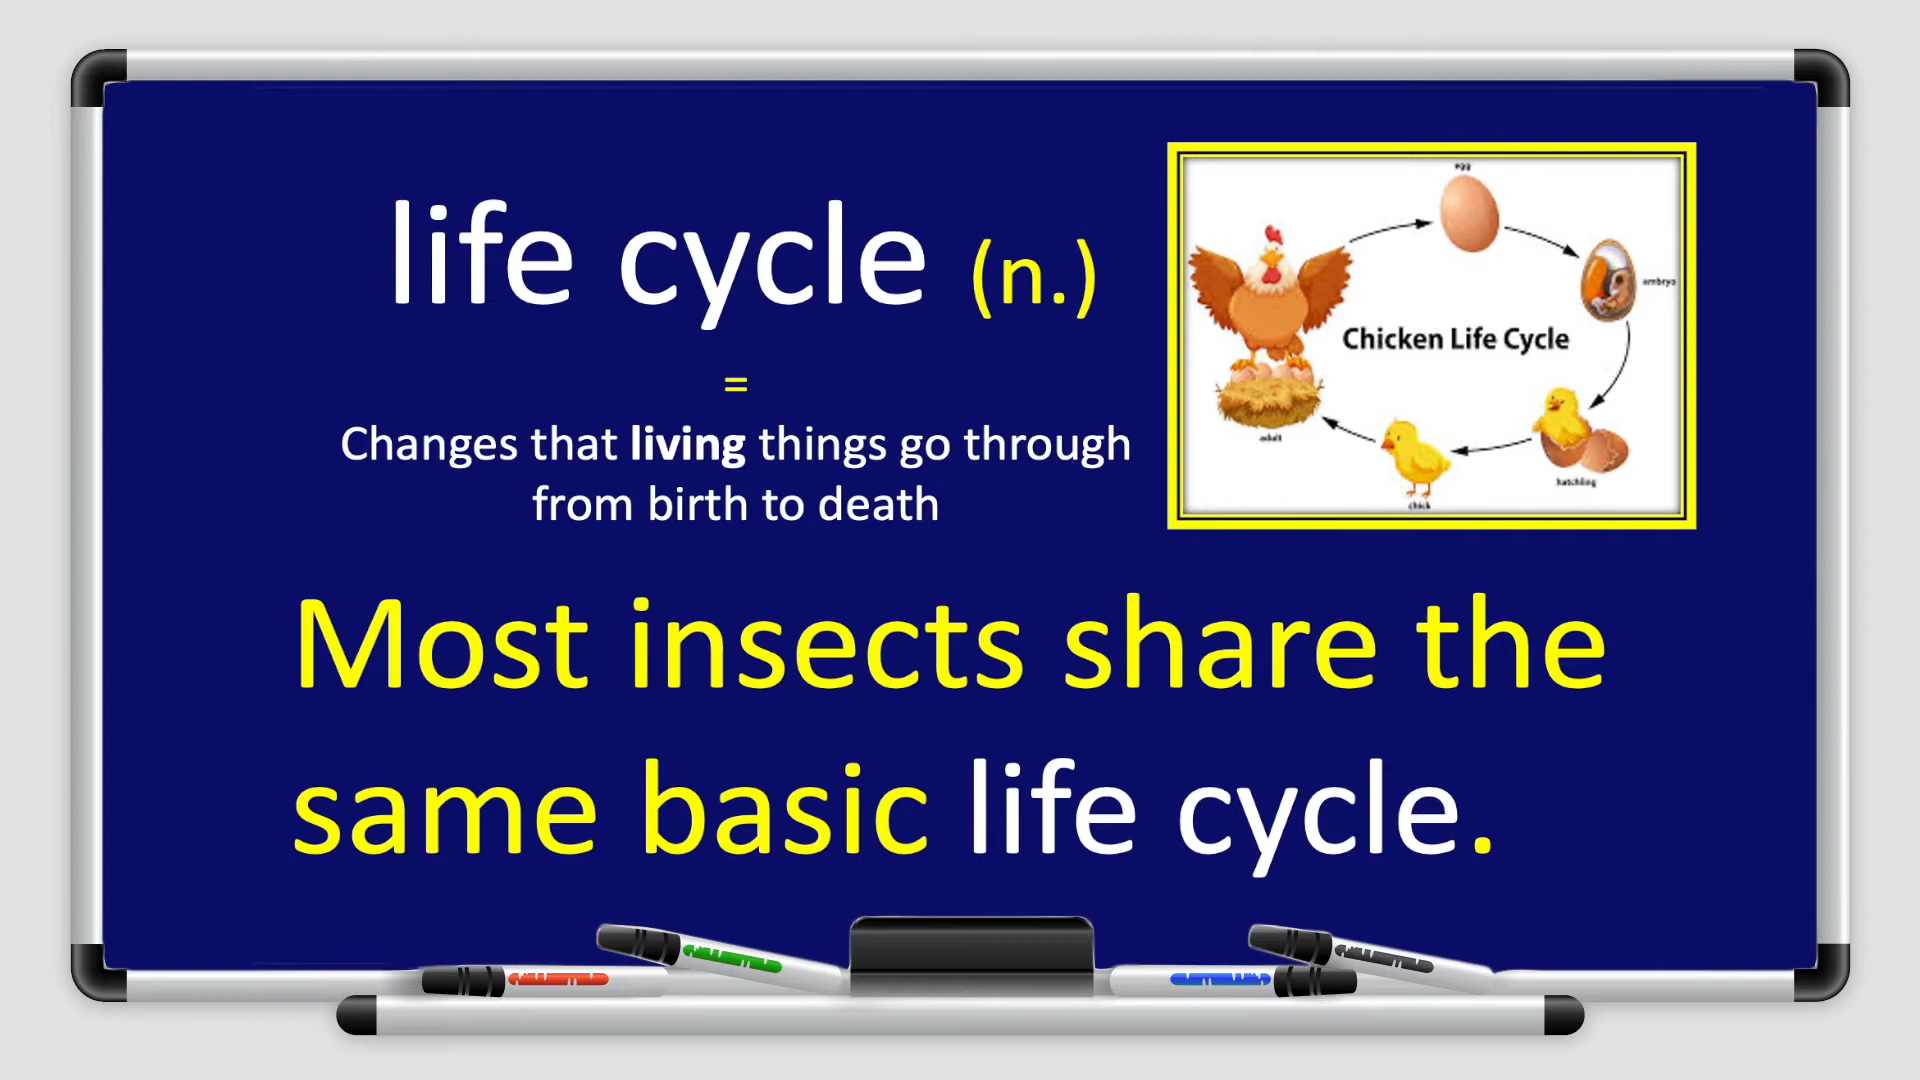 life cycle (n.)
=
Changes that living things go through
from birth to death
egg
embryo
Chicken Life Cycle
adult
hatchling
chick
Most insects share the
same basic life cycle.